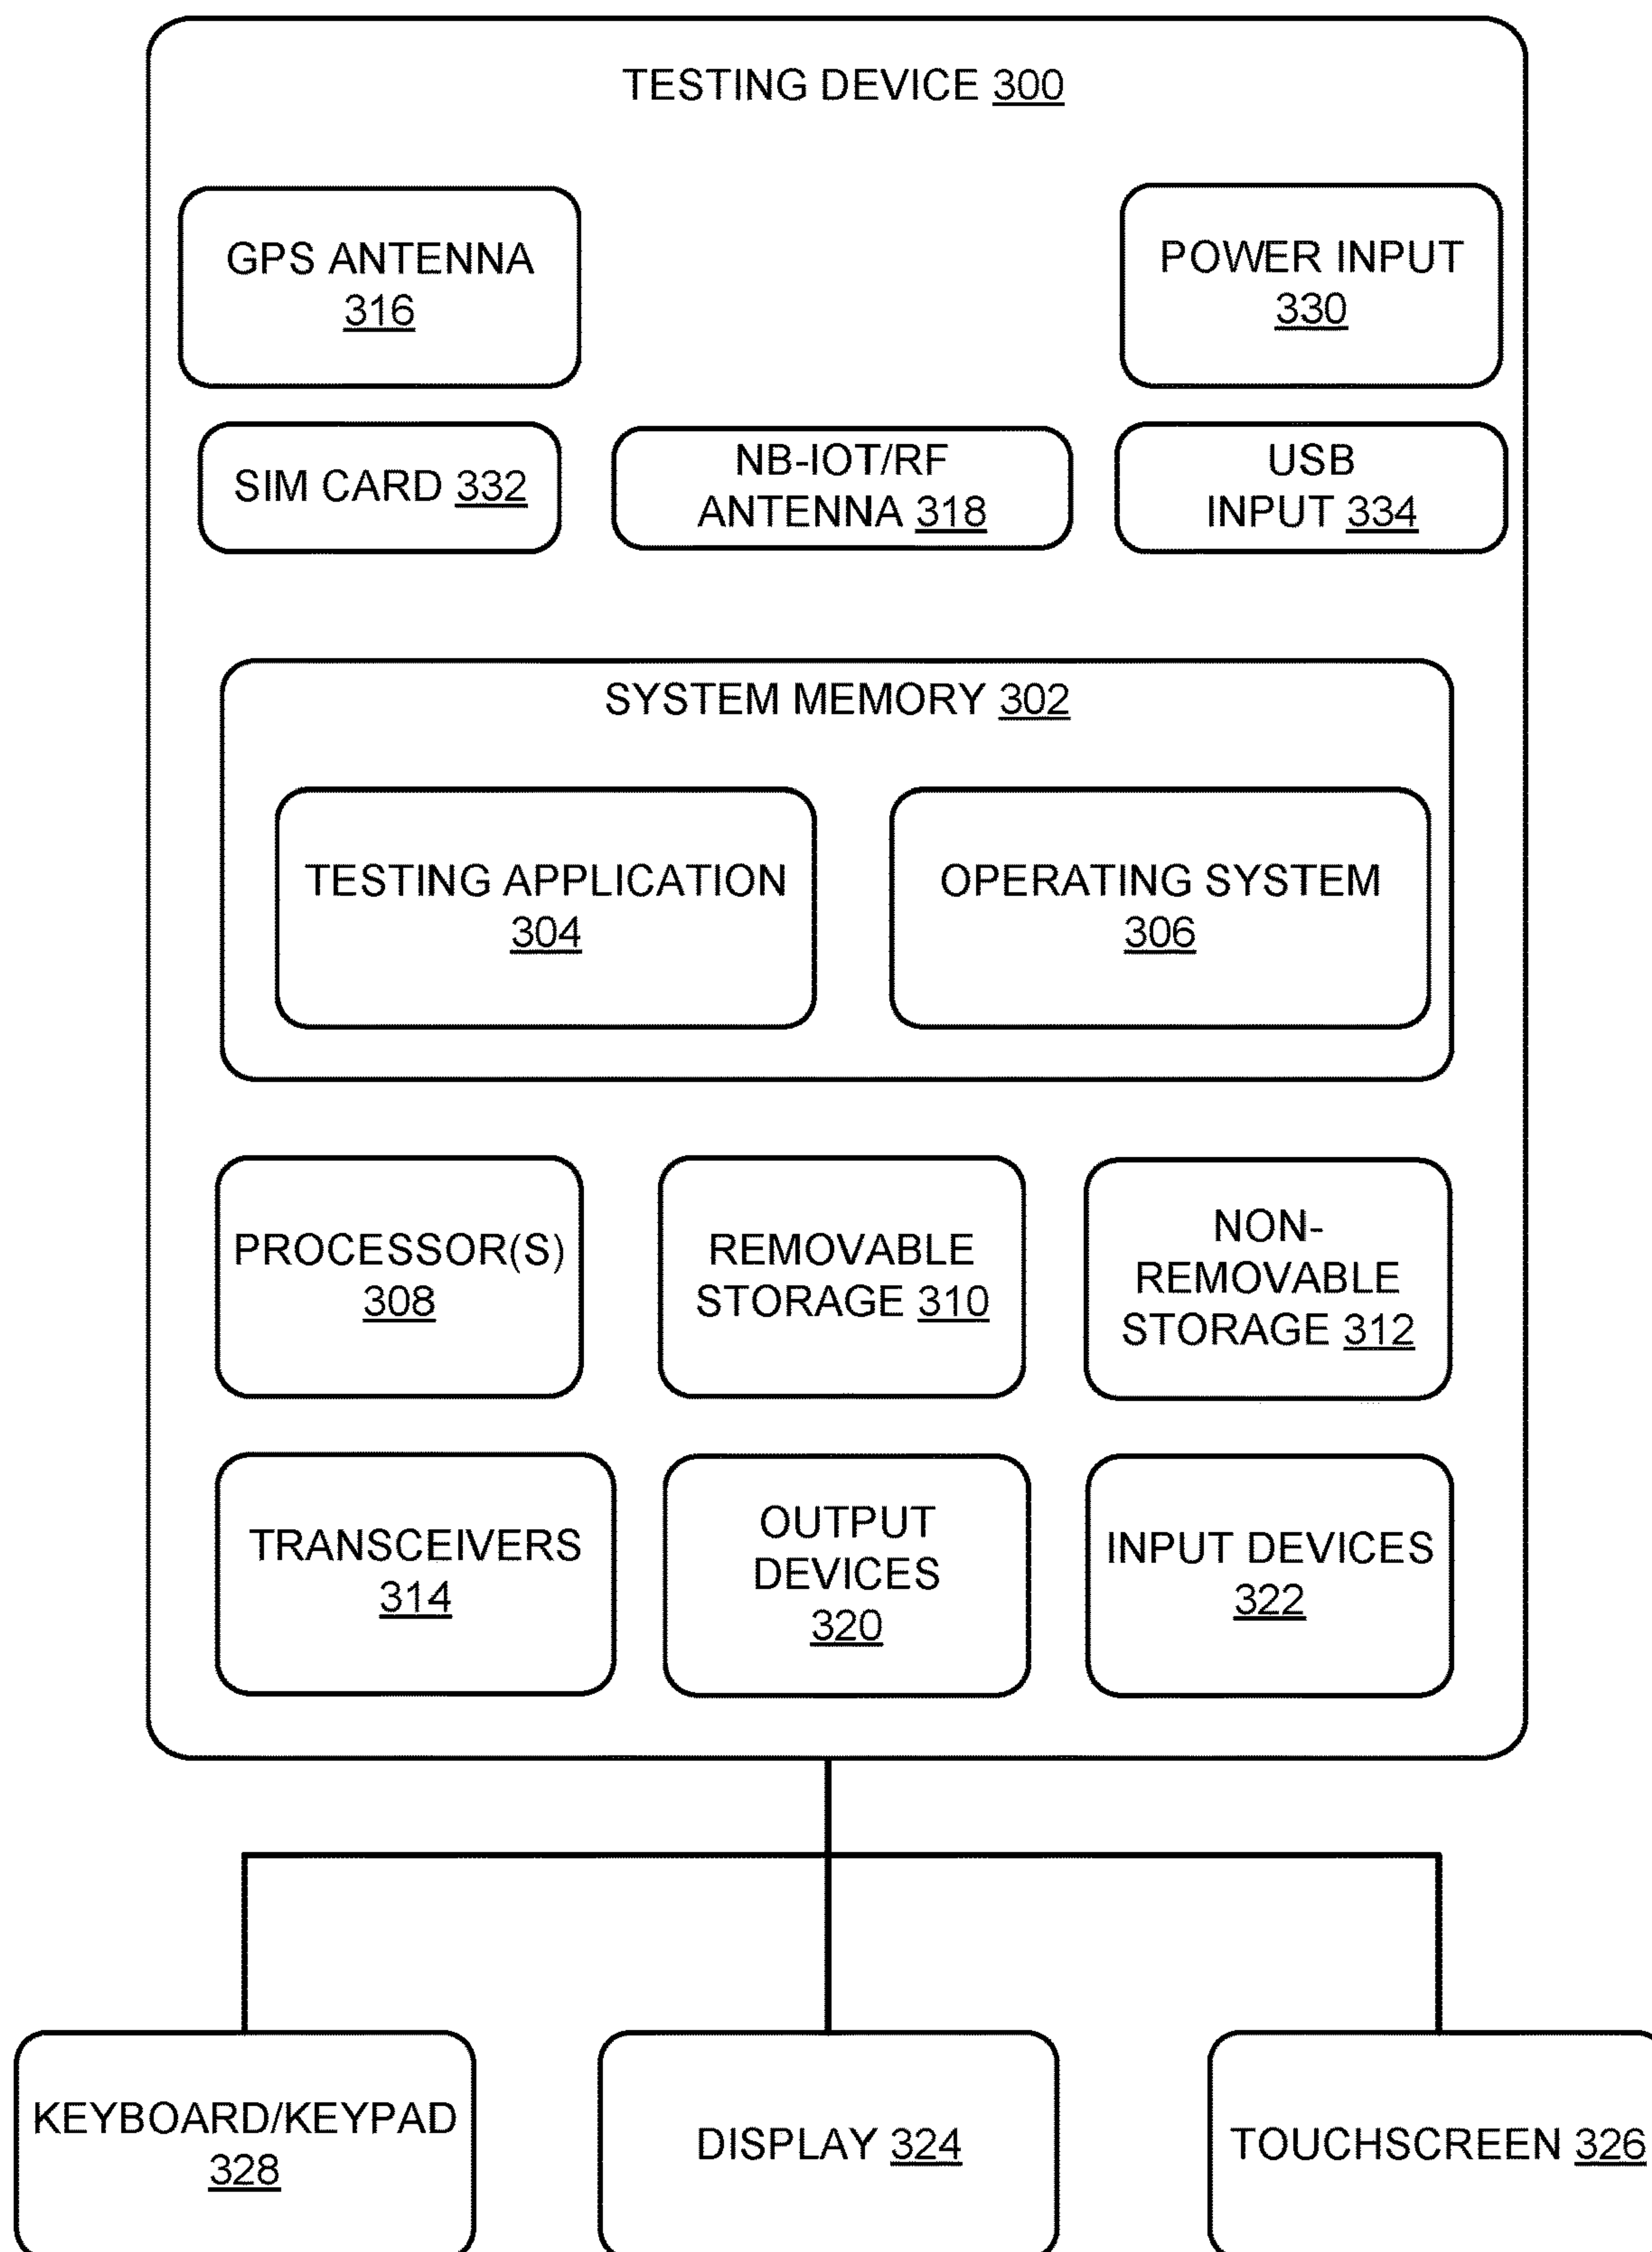 TESTING DEVICE 300
GPS ANTENNA
316
POWER INPUT
330
SIM CARD 332
NB-IOT/RF
ANTENNA 318
USB
INPUT 334
SYSTEM MEMORY 302
TESTING APPLICATION
304
OPERATING SYSTEM
306
PROCESSOR(S)
308
REMOVABLE
STORAGE 310
NON-
REMOVABLE
STORAGE 312
TRANSCEIVERS
314
OUTPUT
DEVICES
320
INPUT DEVICES
322
KEYBOARD/KEYPAD
328
DISPLAY 324
TOUCHSCREEN 326